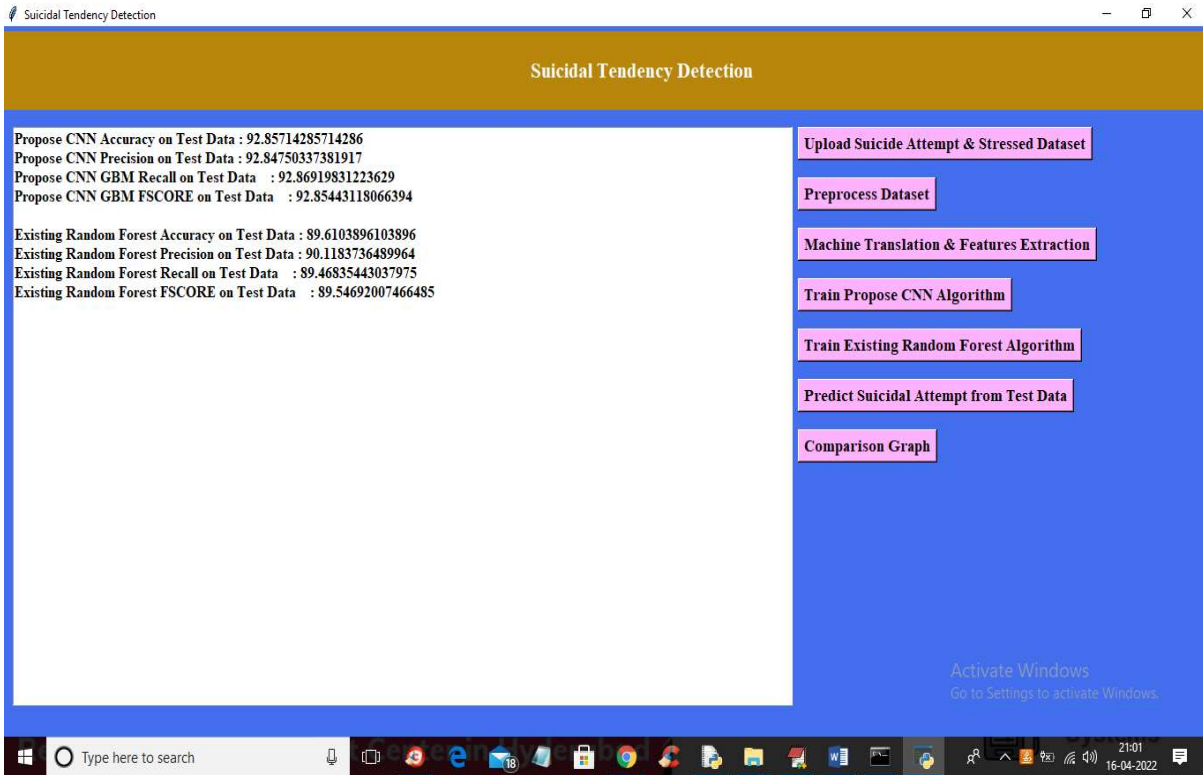 Suicidal Tendency Detection
Suicidal Tendency Detection
Propose CNN Accuracy on Test Data : 92.85714285714286
Propose CNN Precision on Test Data : 92.84750337381917
Propose CNN GBM Recall on Test Data : 92.86919831223629
Propose CNN GBM FSCORE on Test Data : 92.85443118066394
Existing Random Forest Accuracy on Test Data : 89.6103896103896
Existing Random Forest Precision on Test Data : 90.1183736489964
Existing Random Forest Recall on Test Data : 89.46835443037975
Existing Random Forest FSCORE on Test Data : 89.54692007466485
Upload Suicide Attempt & Stressed Dataset
Preprocess Dataset
Machine Translation & Features Extraction
Train Propose CNN Algorithm
Train Existing Random Forest Algorithm
Predict Suicidal Attempt from Test Data
Comparison Graph
Activate Windows
Go to Settings to activate Windows.
Type here to search
18
21:01
16-04-2022